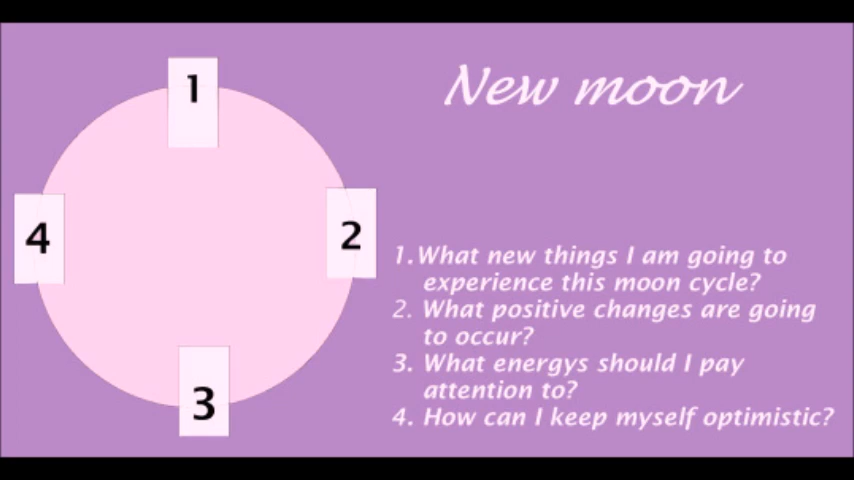 New moon
1
2
3
4
1.What new things I am going to
experience this moon cycle?
2. What positive changes are going
to occur?
3. What energys should I pay
attention to?
4. How can I keep myself optimistic?